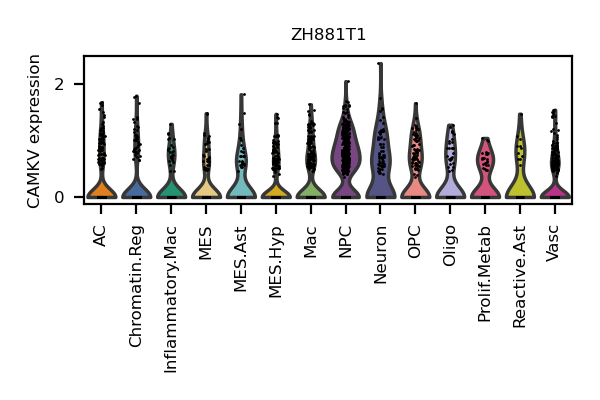 ZH881T1
CAMKV expression
2
0
AC
Chromatin.Reg
Inflammatory.Mac
MES
MES.Ast
MES.Hyp
Mac
NPC
Neuron
OPC
Oligo
Prolif.Metab
Reactive.Ast
Vasc